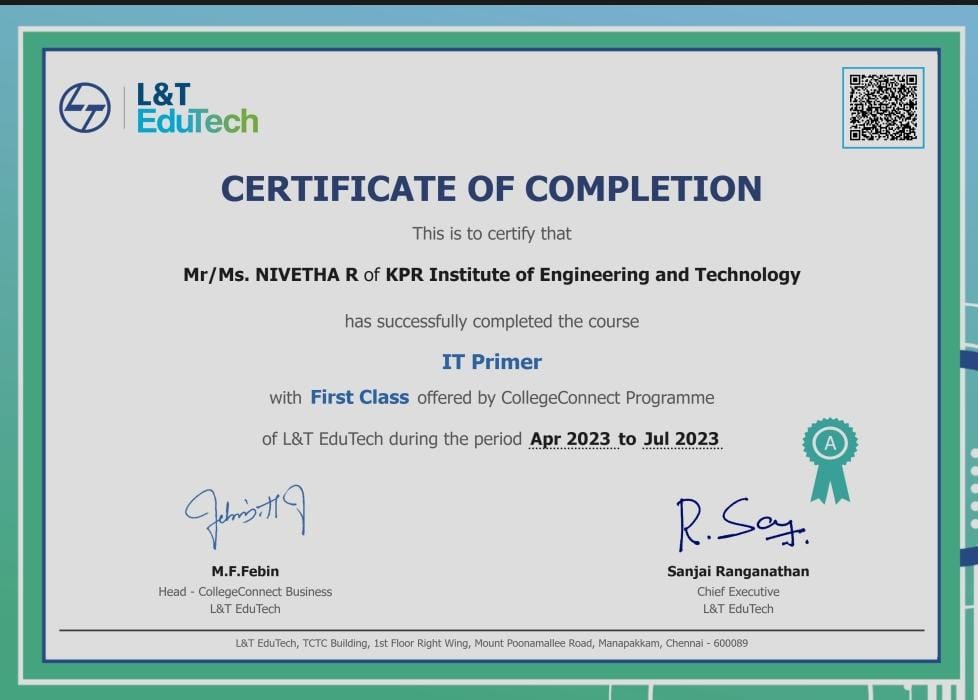 L&T
EduTech
CERTIFICATE OF COMPLETION
This is to certify that
Mr/Ms. NIVETHA R of KPR Institute of Engineering and Technology
has successfully completed the course
IT Primer
with First Class offered by CollegeConnect Programme
of L&T EduTech during the period Apr 2023 to Jul 2023
A
R. Say.
M.F.Febin
Head - CollegeConnect Business
L&T EduTech
Sanjai Ranganathan
Chief Executive
L&T EduTech
L&T EduTech, TCTC Building, 1st Floor Right Wing, Mount Poonamallee Road, Manapakkam, Chennai - 600089